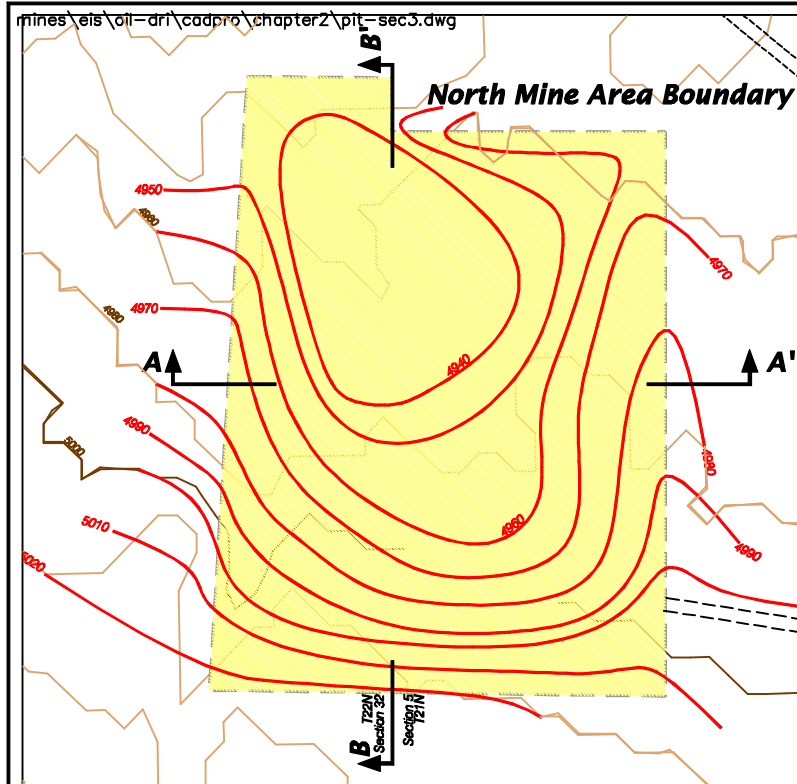 mines\eis\oil-dri\cadpro\chapter2\pit-sec3.dwg
B'
North Mine Area Boundary
4950
4960
4970
4970
4980
A
A'
4940
4980
5000
4980
4960
5010
4990
5020
T22N
Section 32
Section 5
T21N
B